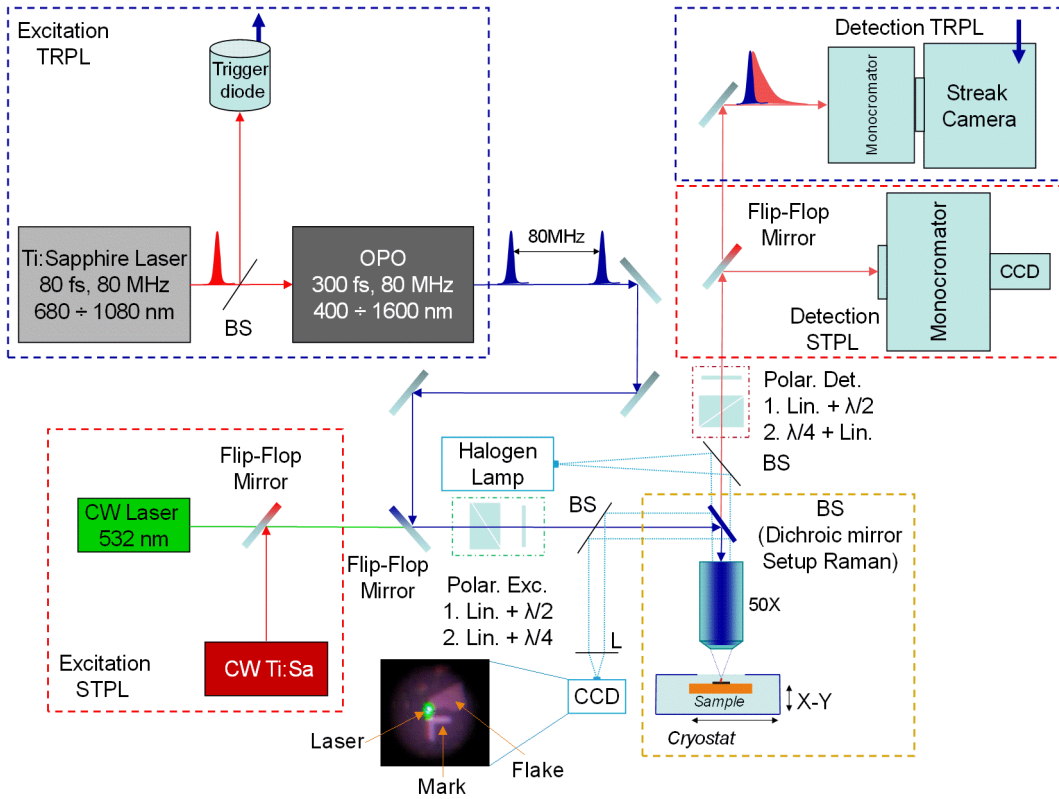 Excitation
TRPL
Trigger
diode
Ti:Sapphire Laser
80 fs, 80 MHz
680 ÷ 1080 nm
BS
OPO
300 fs, 80 MHz
400 ÷ 1600 nm
80MHz
Detection TRPL
Monocromator
Streak
Camera
Flip-Flop
Mirror
Monocromator
CCD
Detection
STPL
Polar. Det.
1. Lin. + λ/2
2. λ/4 + Lin.
BS
Halogen
Lamp
Flip-Flop
Mirror
CW Laser
532 nm
Flip-Flop
Mirror
CW Ti:Sa
Excitation
STPL
Polar. Exc.
1. Lin. + λ/2
2. Lin. + λ/4
BS
L
CCD
BS
(Dichroic mirror
Setup Raman)
50X
Sample
X-Y
Cryostat
Laser
Mark
Flake